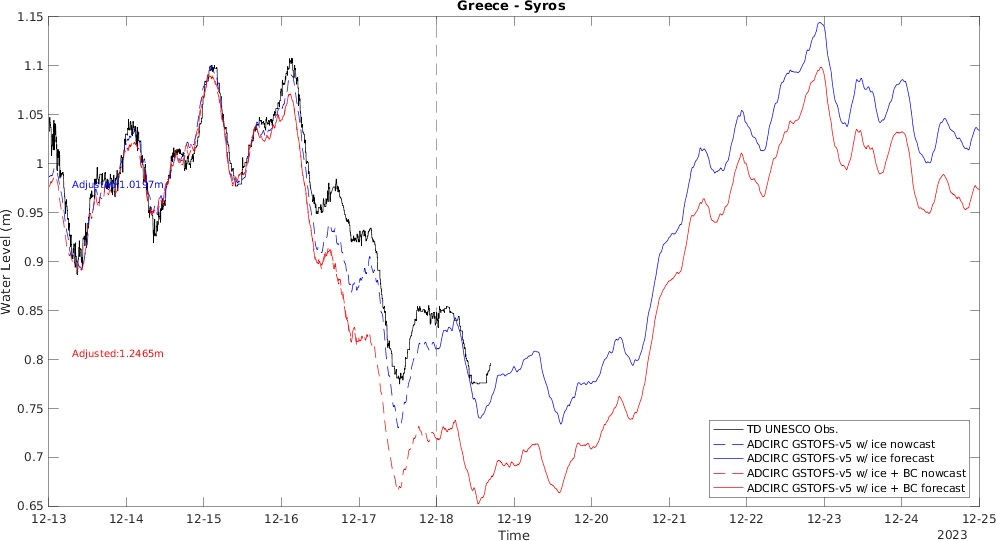 Greece - Syros
1.15
1.1
1.05
1
0.95
0.9
0.85
0.8
0.75
0.7
0.65
Water Level (m)
Adjusted:1.0197m
Adjusted:1.2465m
TD UNESCO Obs.
ADCIRC GSTOFS-v5 w/ ice nowcast
ADCIRC GSTOFS-v5 w/ ice forecast
ADCIRC GSTOFS-v5 w/ ice + BC nowcast
ADCIRC GSTOFS-v5 w/ ice + BC forecast
12-13 12-14 12-15 12-16 12-17 12-18 12-19 12-20 12-21 12-22 12-23 12-24 12-25
Time
2023